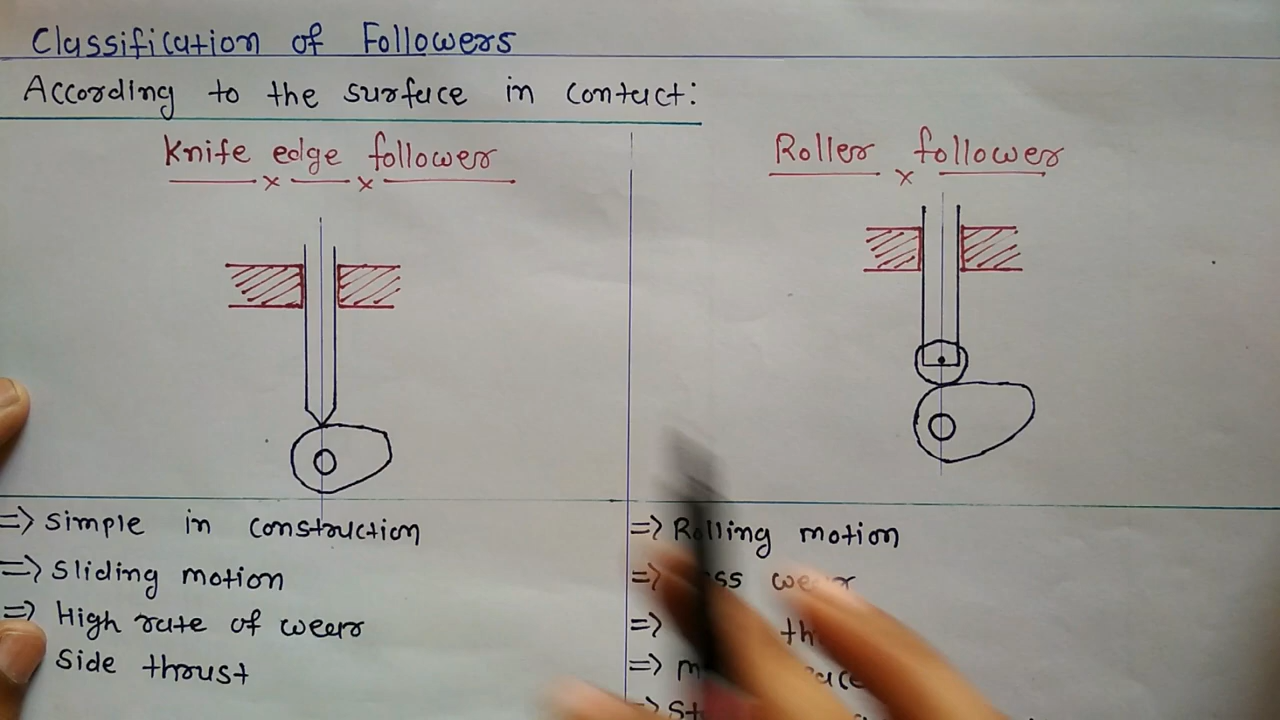 Classification of Followers
According to the surface in contact:
Knife edge follower
Roller follower
=> Simple in construction
=> Sliding motion
=> High rate of wear
Side thrust
=> Rolling motion
=> wear
=>
=>